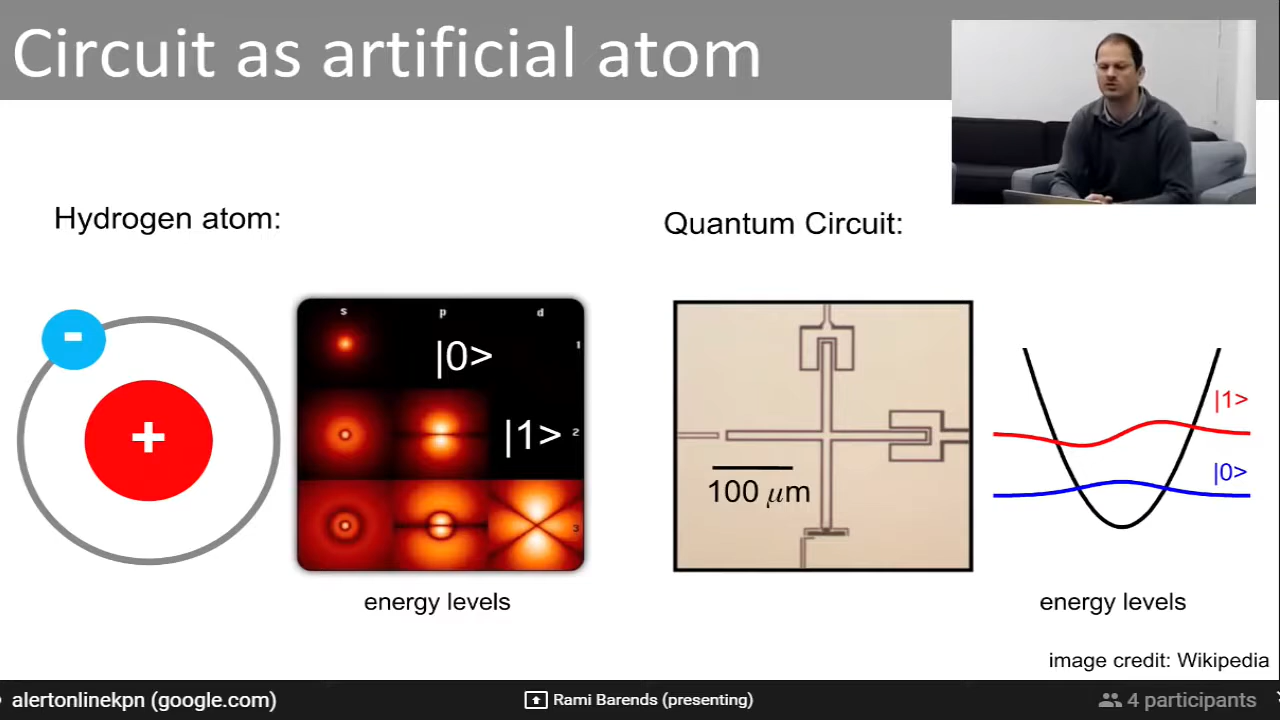 Circuit as artificial atom
Hydrogen atom:
Quantum Circuit:
-
+
s p d
1
|0>
|1>
2
3
energy levels
100 μm
|1>
|0>
energy levels
image credit: Wikipedia
alertonlinekpn (google.com)
Rami Barends (presenting)
4 participants